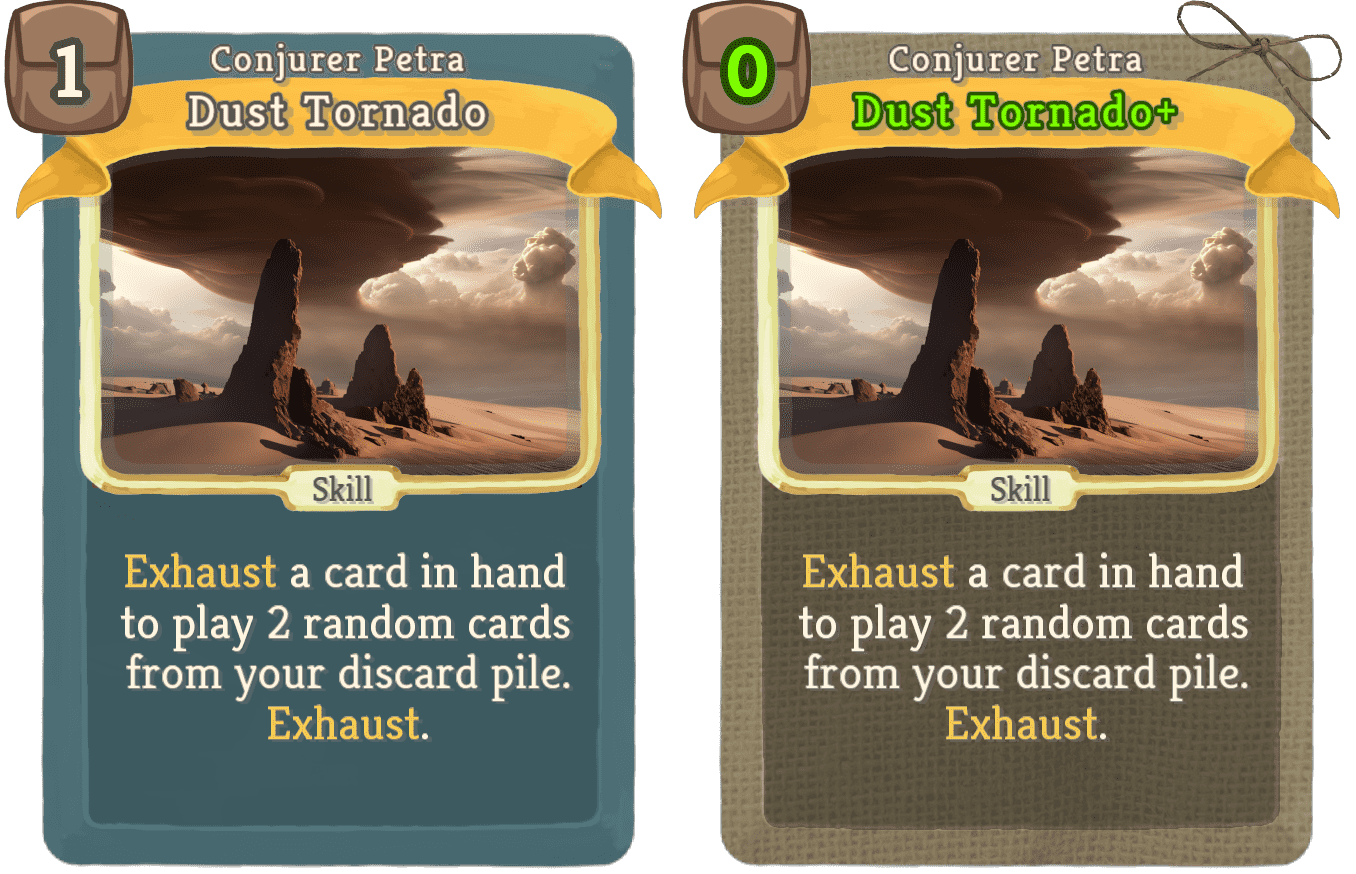 1
Conjurer Petra
Dust Tornado
Skill
Exhaust a card in hand
to play 2 random cards
from your discard pile.
Exhaust.
0
Conjurer Petra
Dust Tornado+
Skill
Exhaust a card in hand
to play 2 random cards
from your discard pile.
Exhaust.